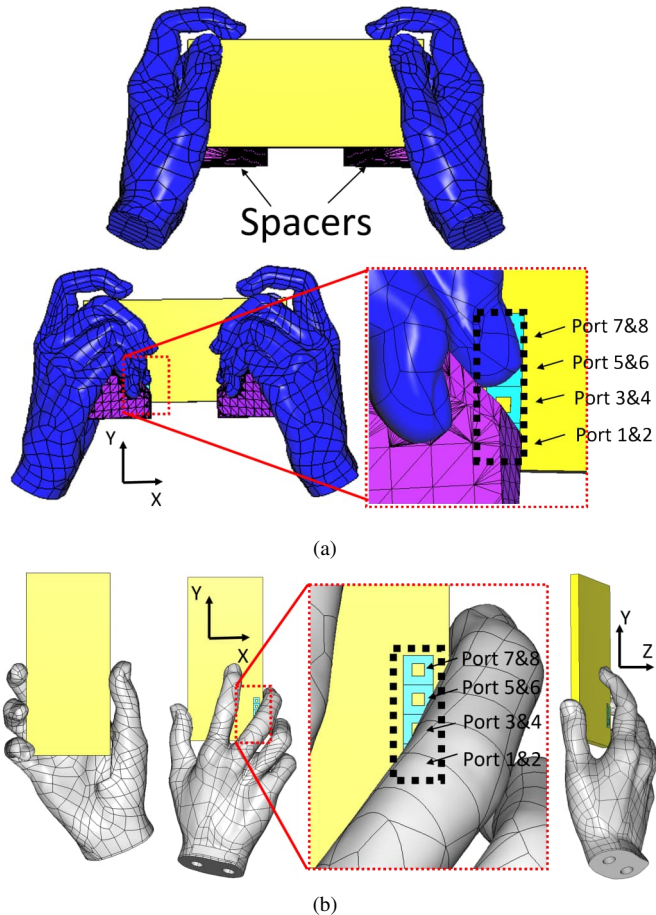 Spacers
Port 7&8
Port 5&6
Port 3&4
Port 1&2
Y
X
(a)
Y
X
Port 7&8
Port 5&6
Port 3&4
Port 1&2
Y
Z
(b)